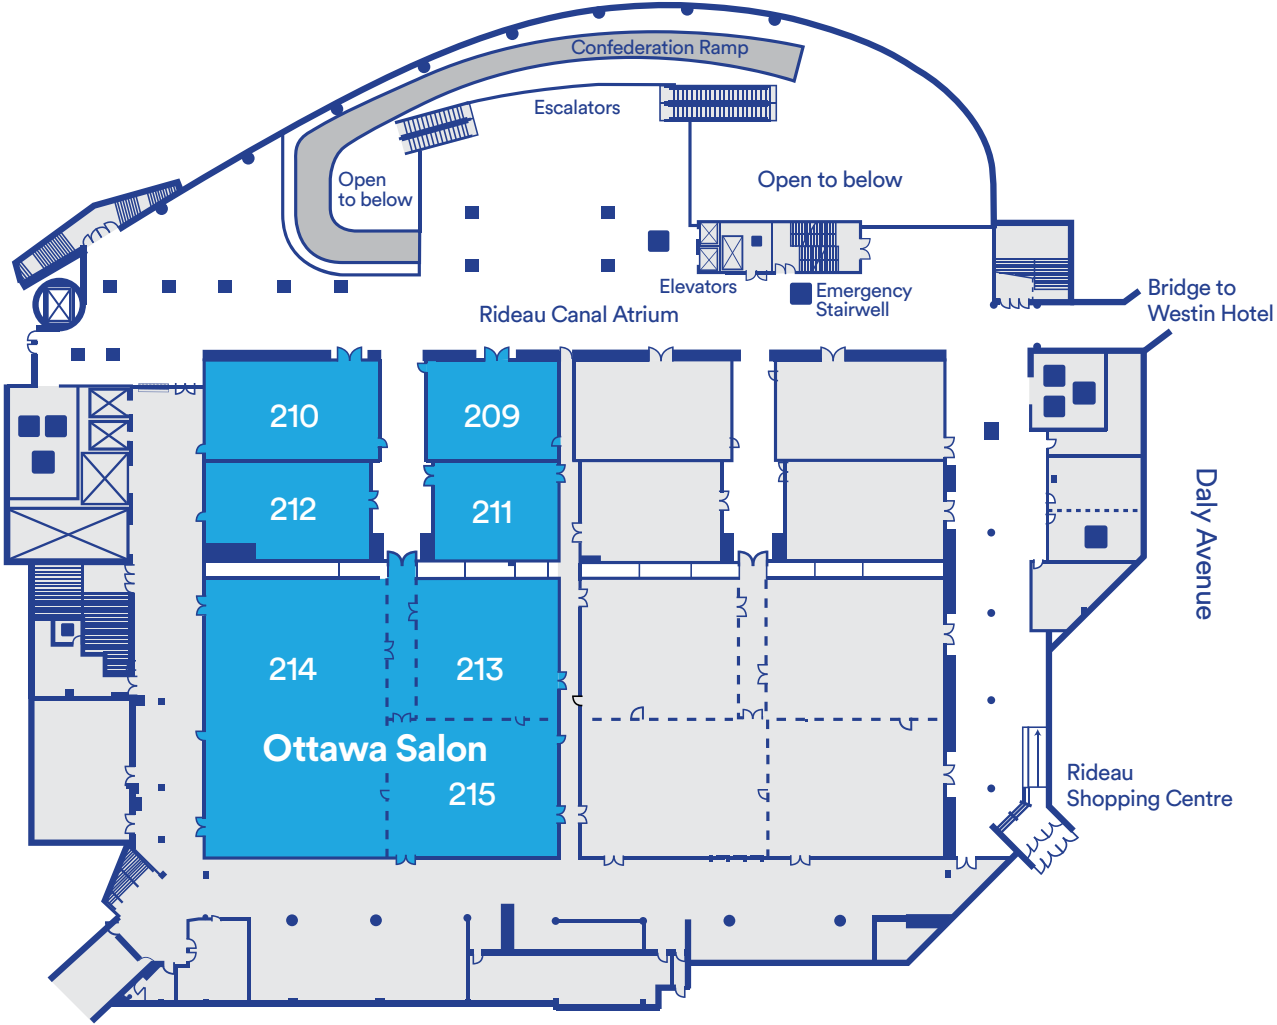 Confederation Ramp
Escalators
Open
to below
Open to below
Elevators
Emergency
Stairwell
Rideau Canal Atrium
Bridge to
Westin Hotel
210
209
212
211
Daly Avenue
214
213
Ottawa Salon
215
Rideau
Shopping Centre